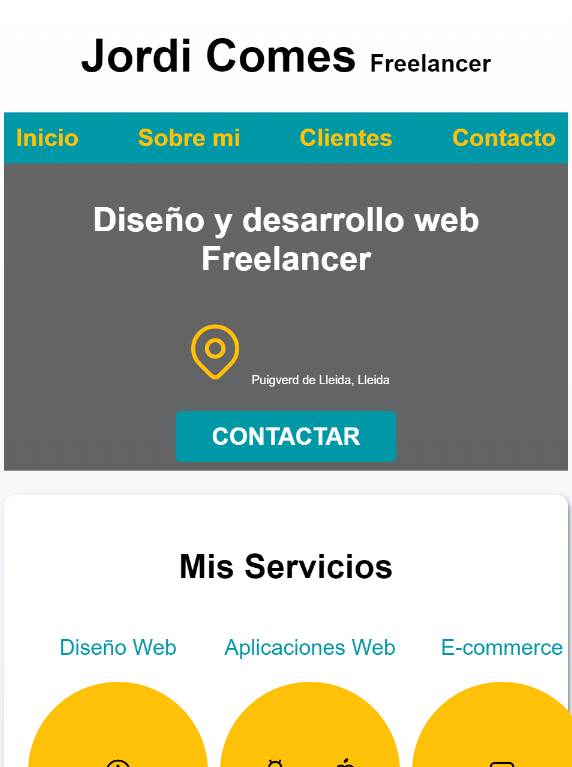 Jordi Comes Freelancer
Inicio Sobre mi Clientes Contacto
Diseño y desarrollo web
Freelancer
Puigverd de Lleida, Lleida
CONTACTAR
Mis Servicios
Diseño Web Aplicaciones Web E-commerce